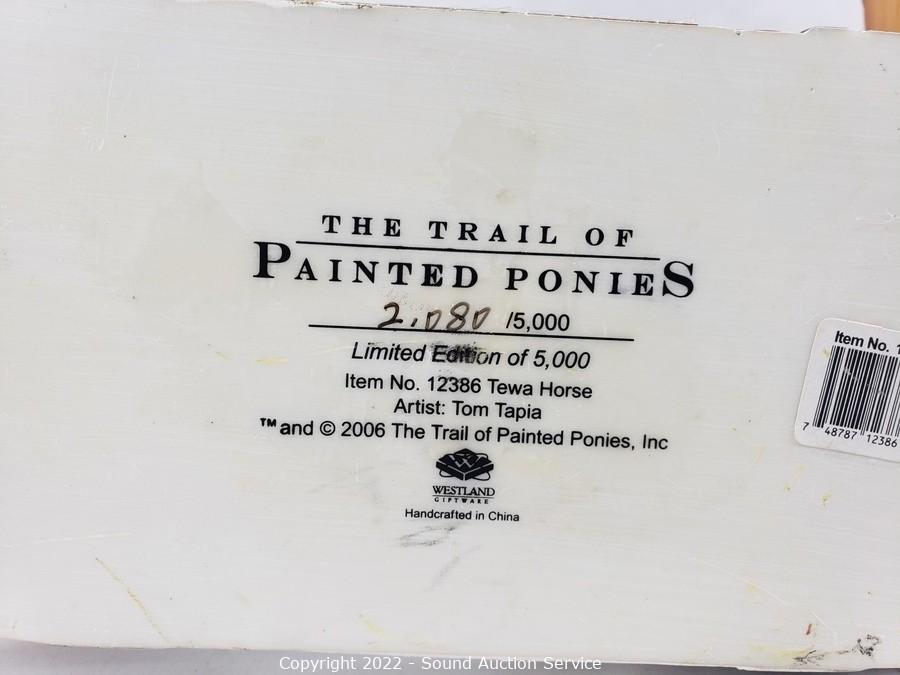 THE TRAIL OF
PAINTED PONIES
2,080 /5,000
Limited Edition of 5,000
Item No. 12386 Tewa Horse
Artist: Tom Tapia
™ and © 2006 The Trail of Painted Ponies, Inc
WESTLAND
GIFTWARE
Handcrafted in China
Item No. 1
7 48787 12386
Copyright 2022 - Sound Auction Service